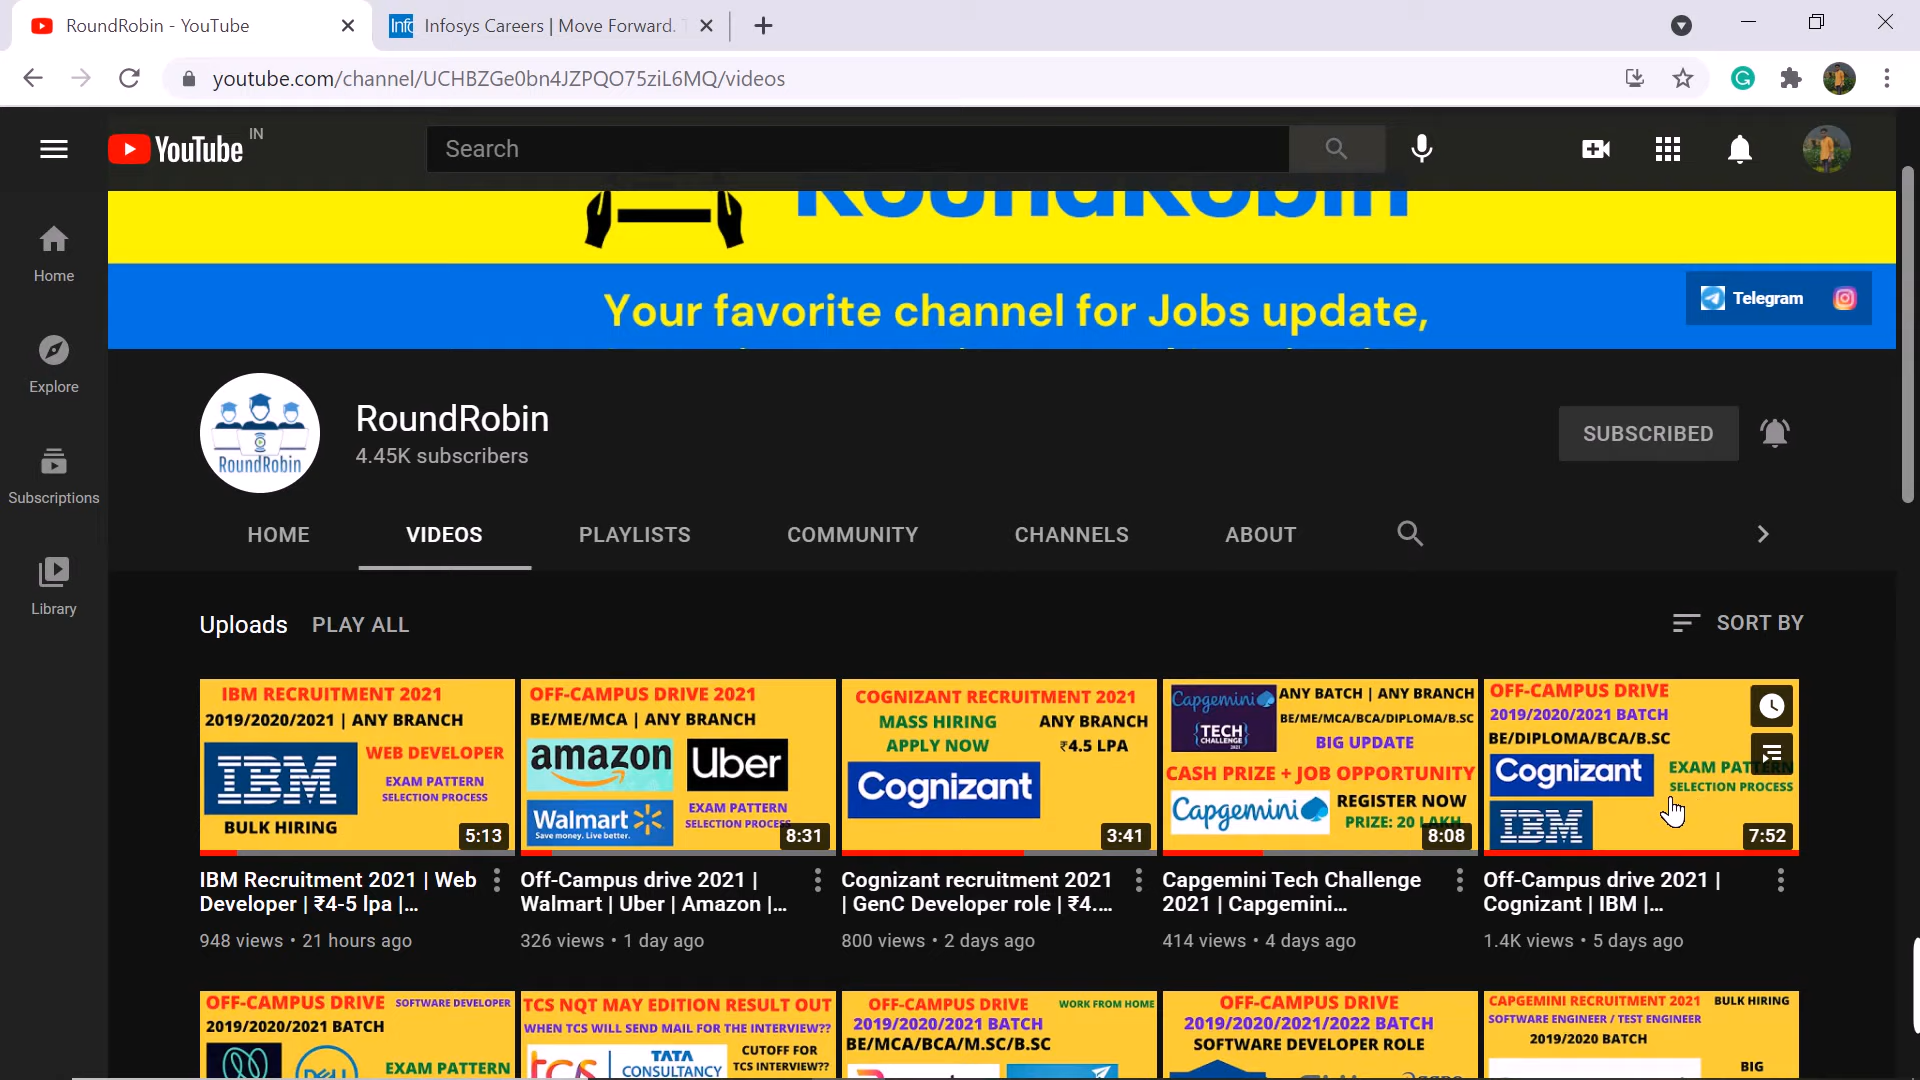 RoundRobin - YouTube
Infosys Careers | Move Forward.
youtube.com/channel/UCHBZGe0bn4JZPQO75ziL6MQ/videos
YouTube IN
Search
RoundRobin
Your favorite channel for Jobs update,
Telegram
Home
Explore
Subscriptions
Library
RoundRobin
RoundRobin
4.45K subscribers
SUBSCRIBED
HOME VIDEOS PLAYLISTS COMMUNITY CHANNELS ABOUT
Uploads PLAY ALL
SORT BY
IBM RECRUITMENT 2021
2019/2020/2021 | ANY BRANCH
IBM
WEB DEVELOPER
EXAM PATTERN
SELECTION PROCESS
BULK HIRING
5:13
IBM Recruitment 2021 | Web
Developer | ₹4-5 lpa |...
948 views • 21 hours ago
OFF-CAMPUS DRIVE 2021
BE/ME/MCA | ANY BRANCH
amazon
Uber
Walmart
Save money. Live better.
EXAM PATTERN
SELECTION PROCESS
8:31
Off-Campus drive 2021 |
Walmart | Uber | Amazon |...
326 views • 1 day ago
COGNIZANT RECRUITMENT 2021
MASS HIRING
APPLY NOW
ANY BRANCH
₹4.5 LPA
Cognizant
3:41
Cognizant recruitment 2021
| GenC Developer role | ₹4....
800 views • 2 days ago
Capgemini
{TECH
CHALLENGE
2021
ANY BATCH | ANY BRANCH
BE/ME/MCA/BCA/DIPLOMA/B.SC
BIG UPDATE
CASH PRIZE + JOB OPPORTUNITY
Capgemini
REGISTER NOW
PRIZE: 20 LAKH
8:08
Capgemini Tech Challenge
2021 | Capgemini...
414 views • 4 days ago
OFF-CAMPUS DRIVE
2019/2020/2021 BATCH
BE/DIPLOMA/BCA/B.SC
Cognizant
IBM
EXAM PATTERN
SELECTION PROCESS
7:52
Off-Campus drive 2021 |
Cognizant | IBM |...
1.4K views • 5 days ago
OFF-CAMPUS DRIVE
SOFTWARE DEVELOPER
2019/2020/2021 BATCH
DELL
EXAM PATTERN
TCS NQT MAY EDITION RESULT OUT
WHEN TCS WILL SEND MAIL FOR THE INTERVIEW??
tcs
TATA
CONSULTANCY
CUTOFF FOR
TCS INTERVIEW??
OFF-CAMPUS DRIVE
WORK FROM HOME
2019/2020/2021 BATCH
BE/MCA/BCA/M.SC/B.SC
OFF-CAMPUS DRIVE
2019/2020/2021/2022 BATCH
SOFTWARE DEVELOPER ROLE
CAPGEMINI RECRUITMENT 2021
BULK HIRING
SOFTWARE ENGINEER / TEST ENGINEER
2019/2020 BATCH
BIG